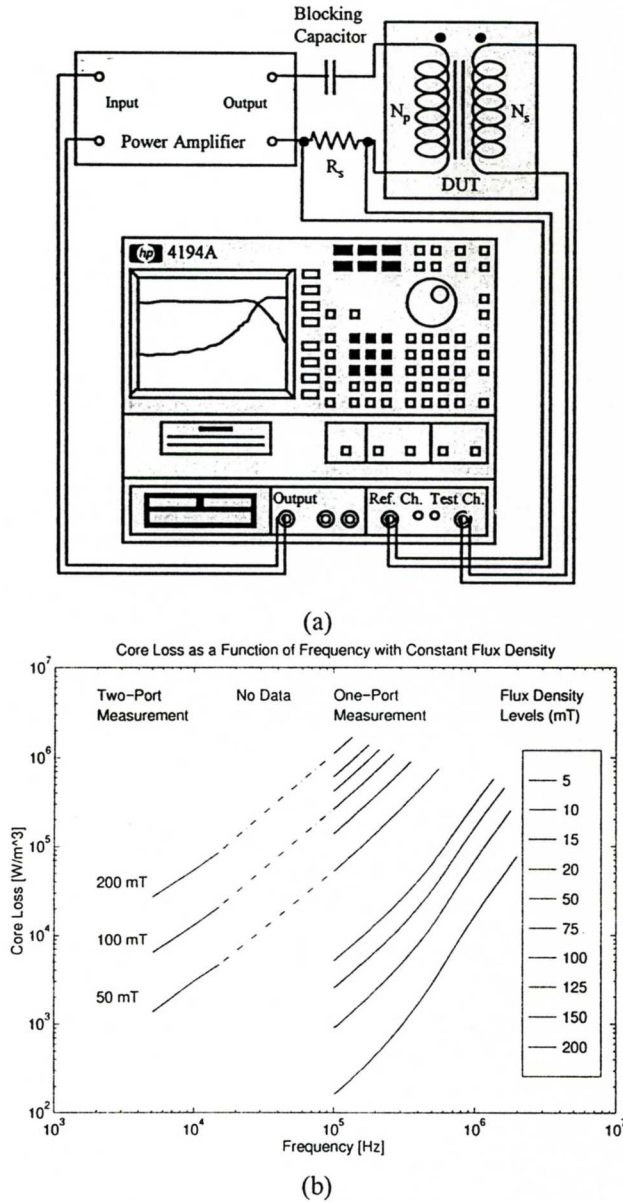 Blocking
Capacitor
Input
Output
Power Amplifier
Rs
Np
Ns
DUT
hp 4194A
Output
Ref. Ch. Test Ch.
(a)
Core Loss as a Function of Frequency with Constant Flux Density
Two-Port
Measurement
No Data
One-Port
Measurement
Flux Density
Levels (mT)
5
10
15
20
50
75
100
125
150
200
200 mT
100 mT
50 mT
Core Loss [W/m^3]
10^7
10^6
10^5
10^4
10^3
10^2
10^3
10^4
10^5
10^6
10^7
Frequency [Hz]
(b)